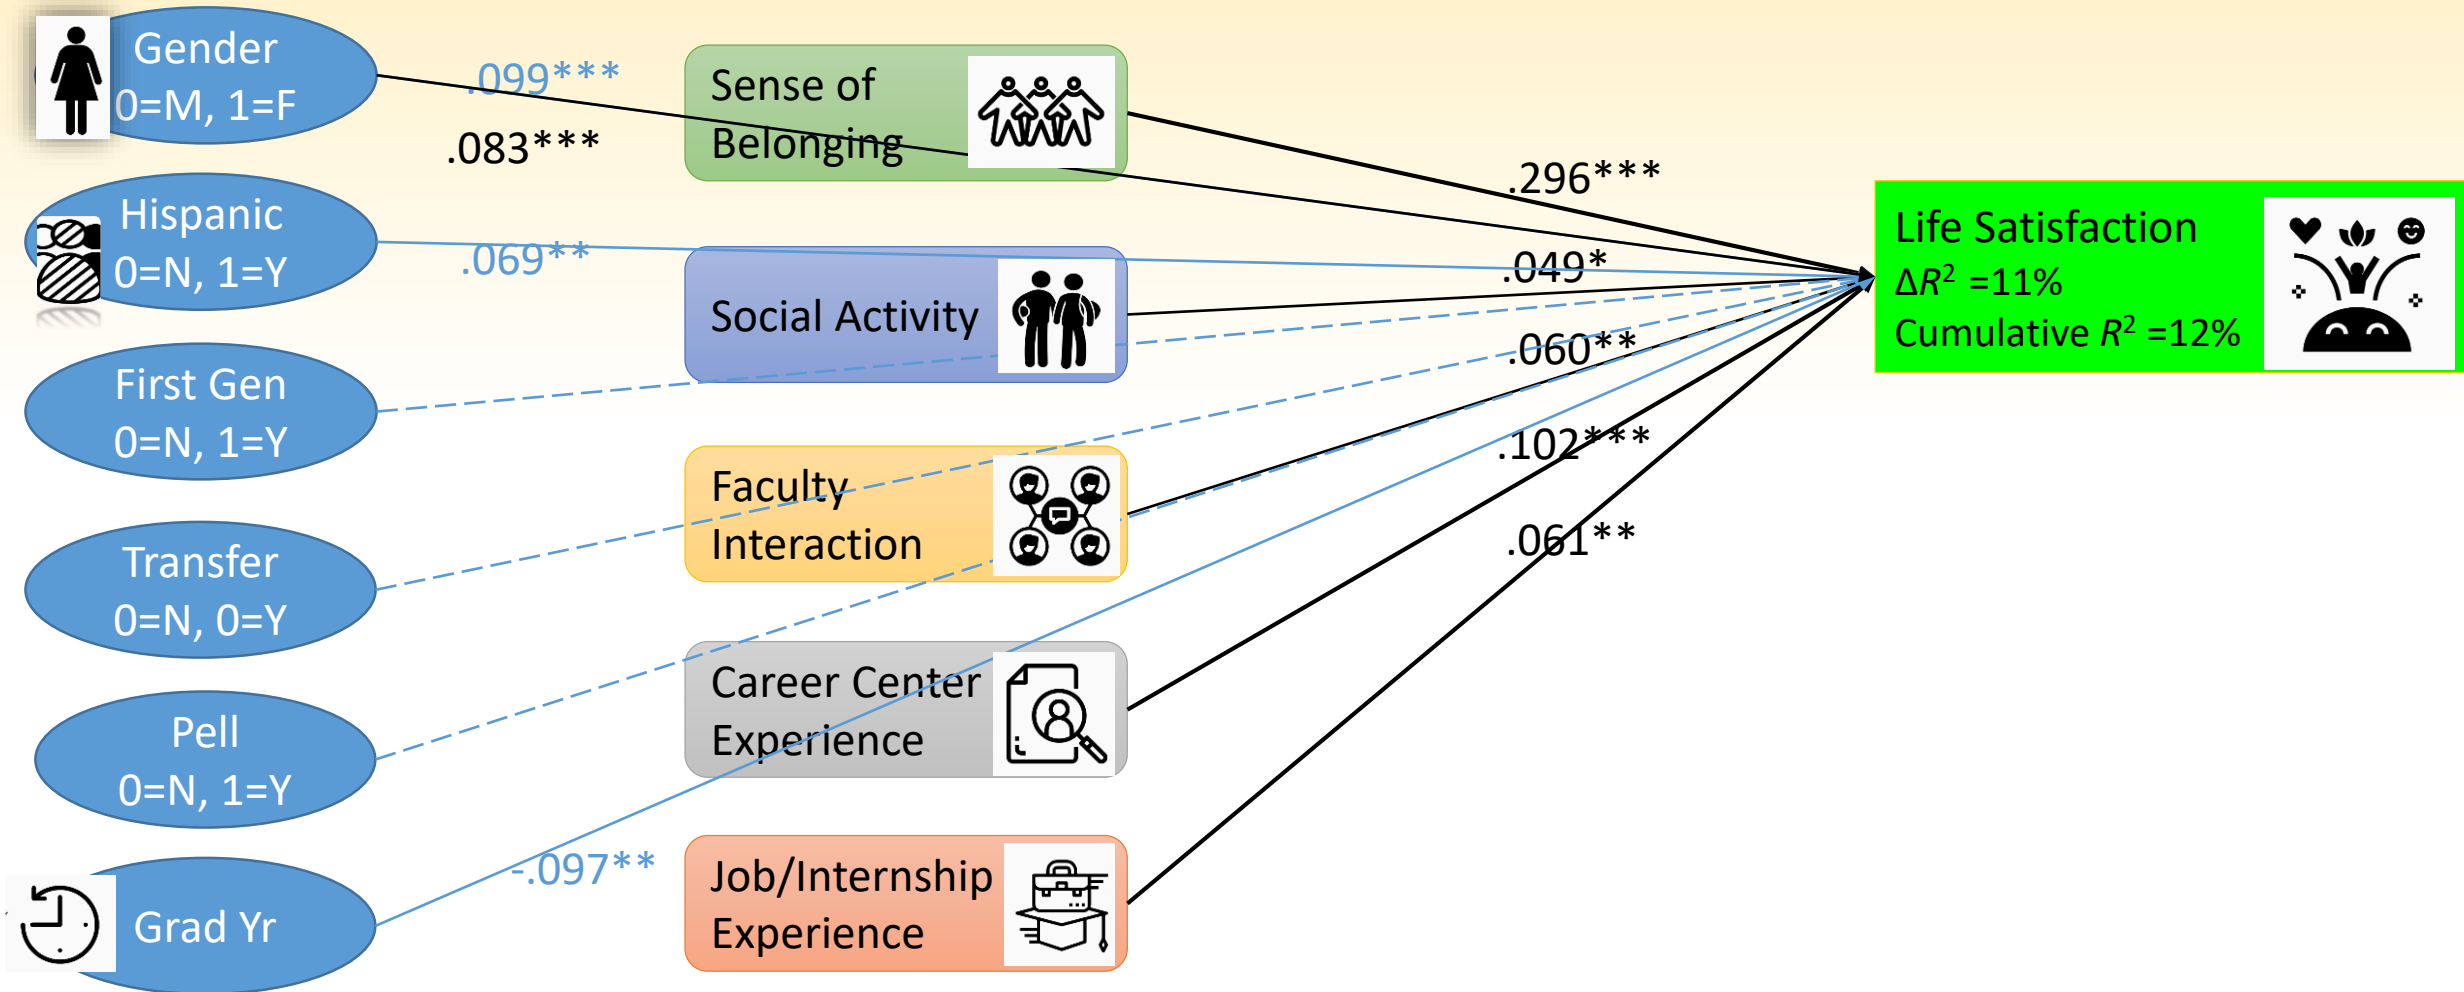 Gender
0=M, 1=F
Hispanic
0=N, 1=Y
First Gen
0=N, 1=Y
Transfer
0=N, 0=Y
Pell
0=N, 1=Y
Grad Yr
.099***
.083***
.069**
-.097**
Sense of
Belonging
Social Activity
Faculty
Interaction
Career Center
Experience
Job/Internship
Experience
.296***
.049*
.060**
.102***
.061**
Life Satisfaction
ΔR² =11%
Cumulative R² =12%